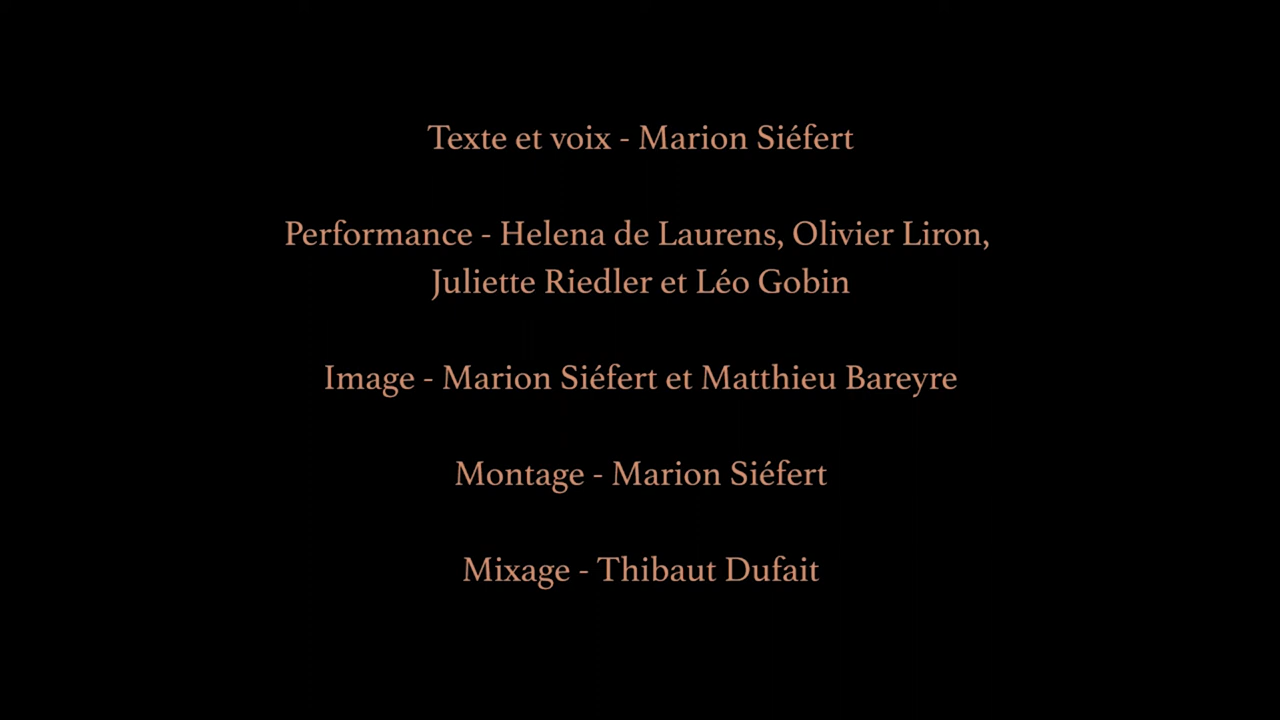 Texte et voix - Marion Siéfert
Performance - Helena de Laurens, Olivier Liron,
Juliette Riedler et Léo Gobin
Image - Marion Siéfert et Matthieu Bareyre
Montage - Marion Siéfert
Mixage - Thibaut Dufait